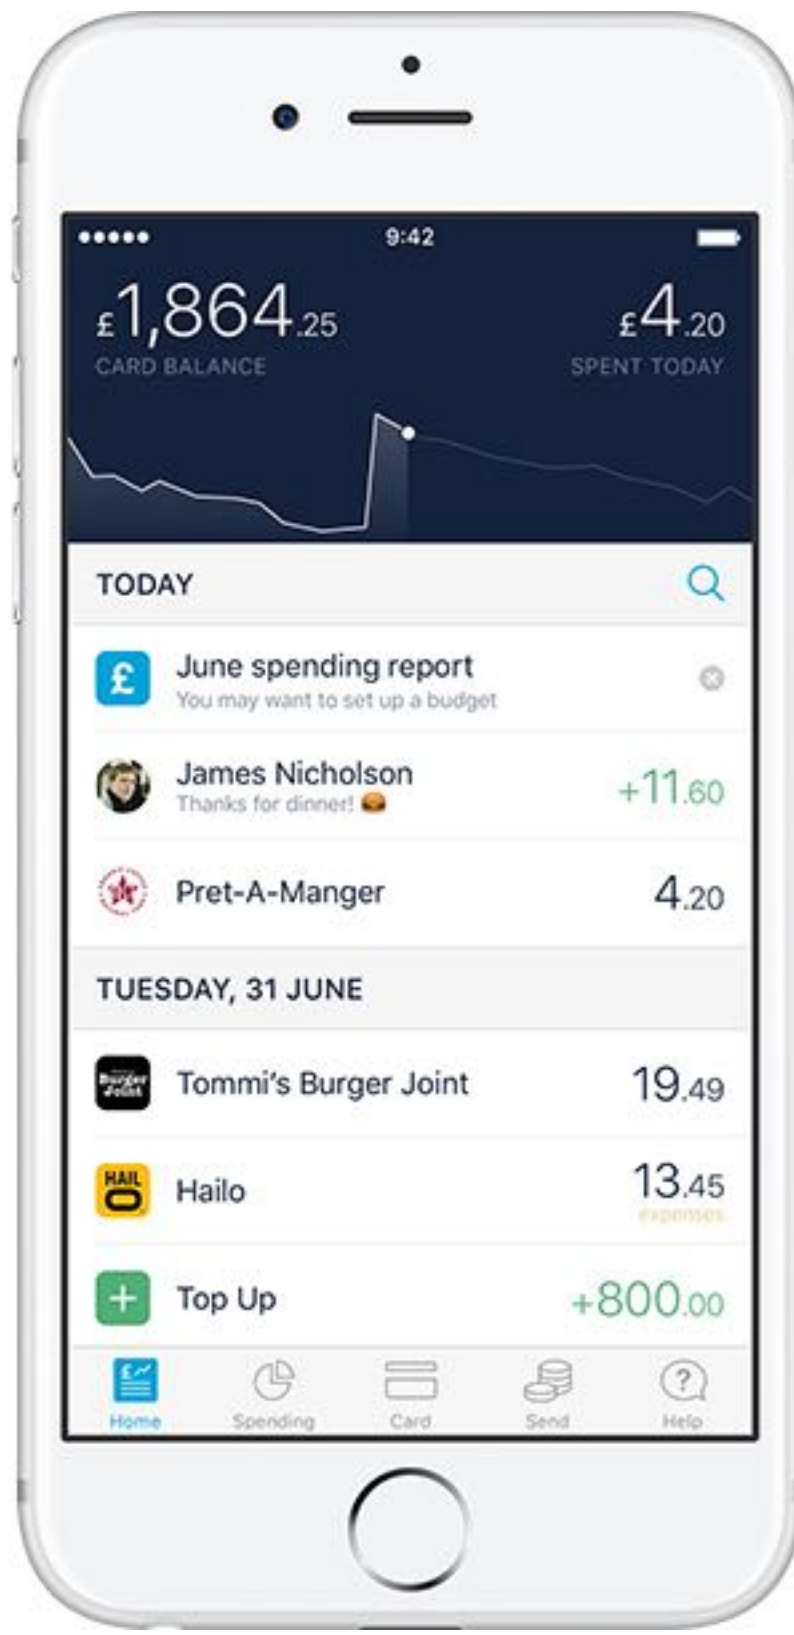 9:42
£1,864.25
£4.20
CARD BALANCE
SPENT TODAY
TODAY
£
June spending report
You may want to set up a budget
James Nicholson
Thanks for dinner! 🍔
+11.60
Pret-A-Manger
4.20
TUESDAY, 31 JUNE
Burger
Joint
Tommi's Burger Joint
19.49
HAIL
O
Hailo
13.45
expenses
Top Up
+800.00
Home
Spending
Card
Send
Help